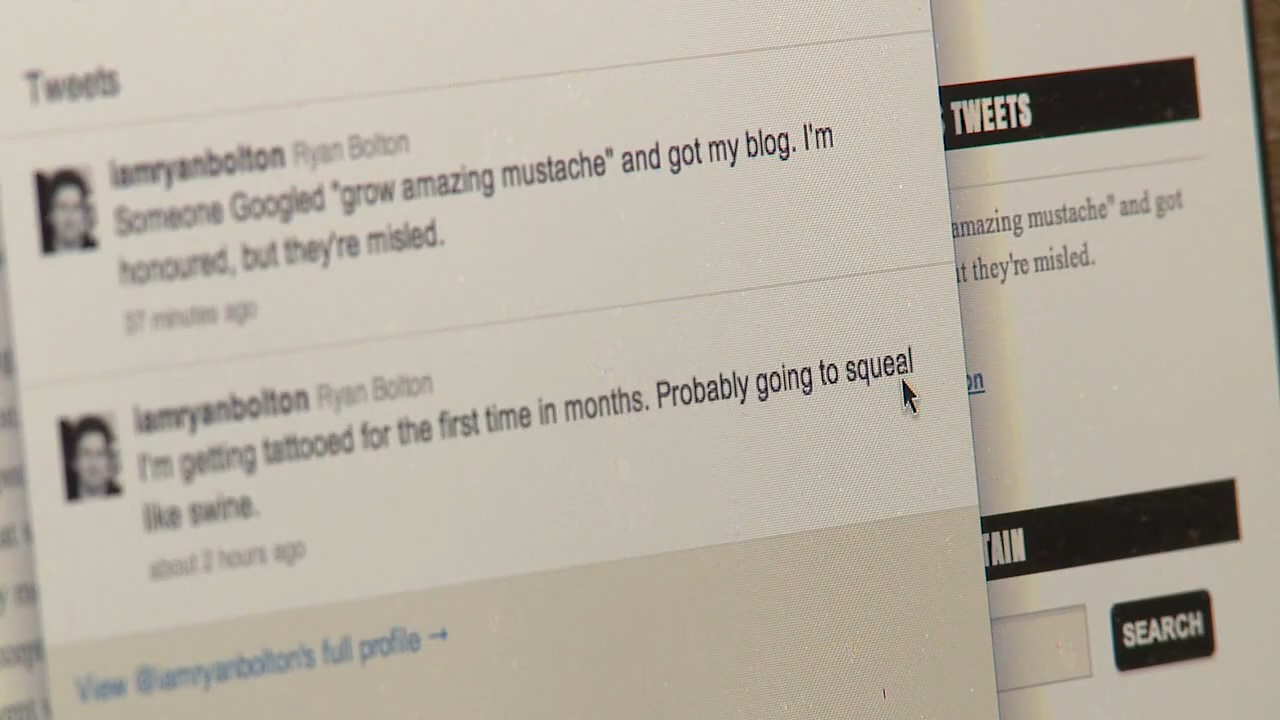 Tweets
iamryanbolton Ryan Bolton
Someone Googled "grow amazing mustache" and got my blog. I'm
honoured, but they're misled.
37 minutes ago
iamryanbolton Ryan Bolton
I'm getting tattooed for the first time in months. Probably going to squeal
like swine.
about 2 hours ago
View @iamryanbolton's full profile →
TWEETS
amazing mustache" and got
they're misled.
on
TAIN
SEARCH